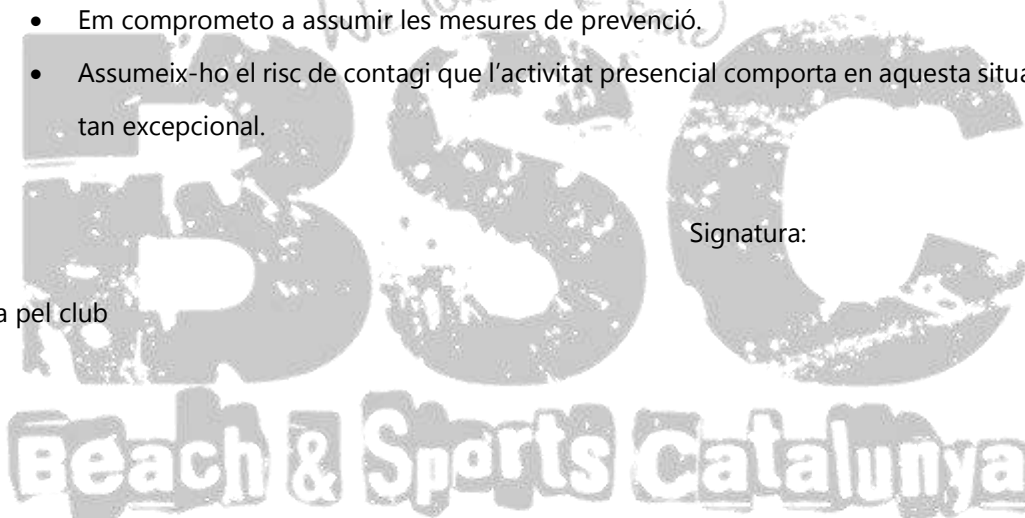 • Em comprometo a assumir les mesures de prevenció.
• Assumeix-ho el risc de contagi que l’activitat presencial comporta en aquesta situa
tan excepcional.
Signatura:
a pel club
BSC
Beach & Sports Catalunya